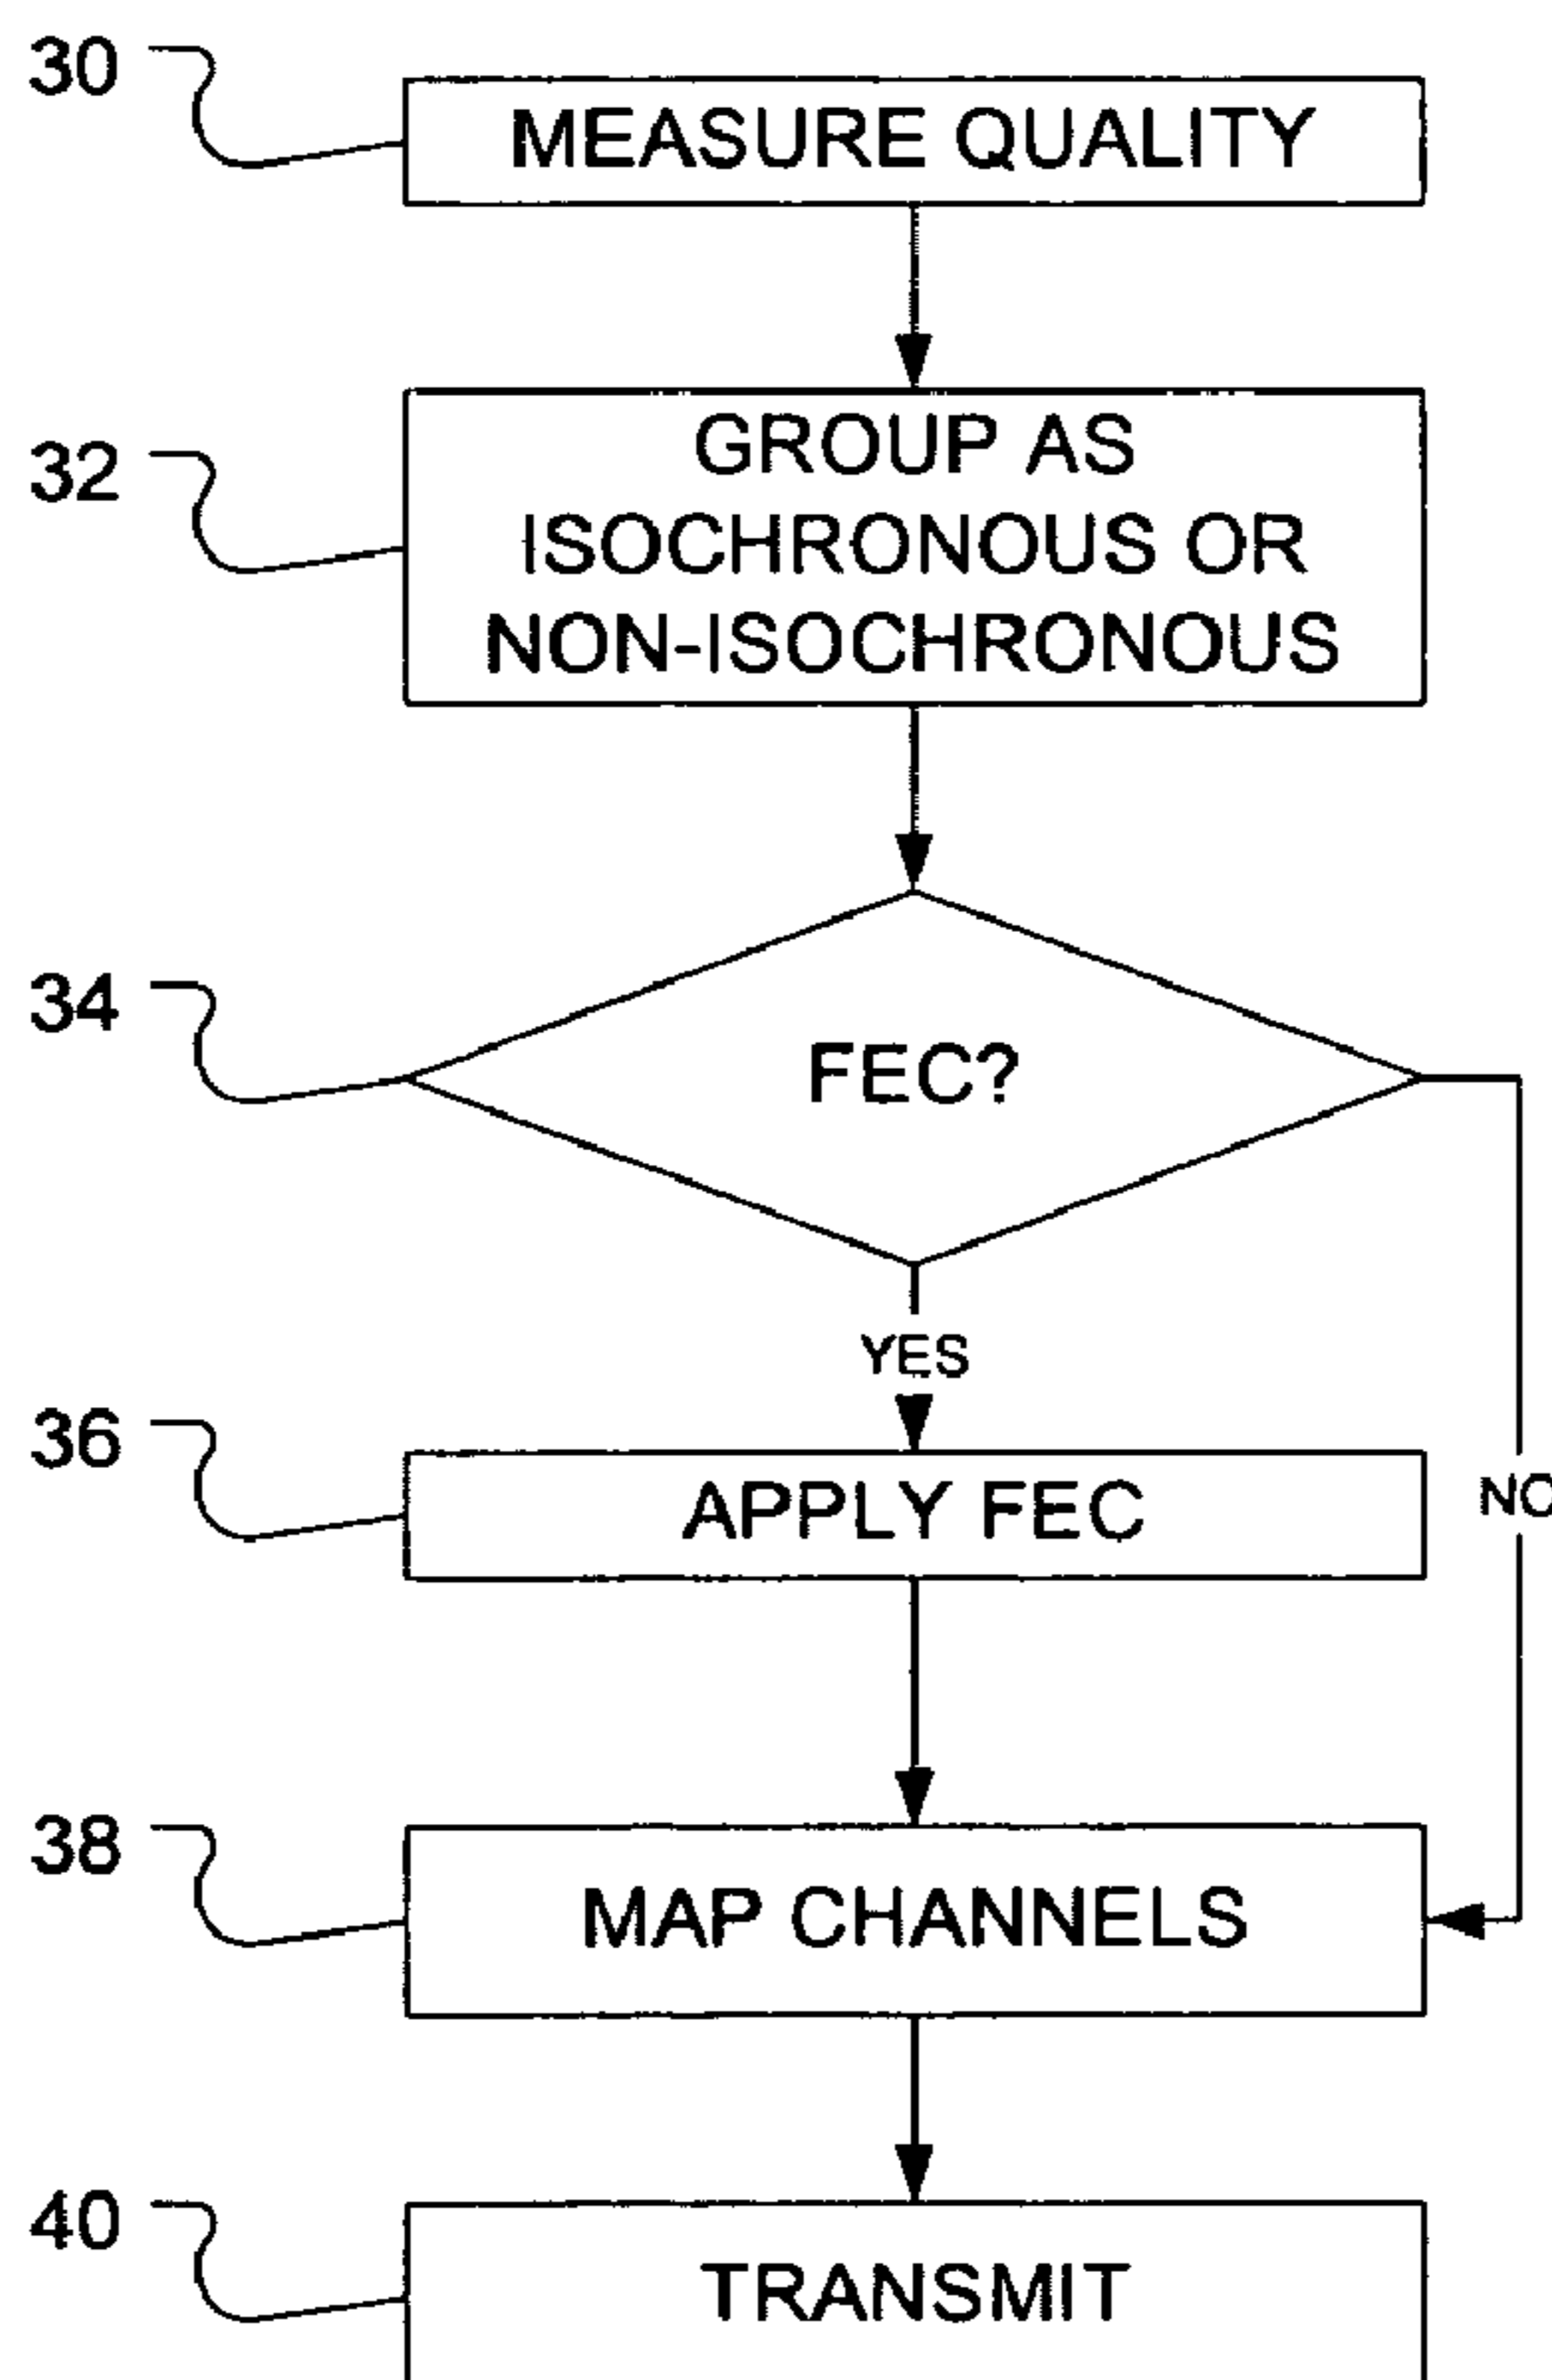 30
MEASURE QUALITY
32
GROUP AS
ISOCHRONOUS OR
NON-ISOCHRONOUS
34
FEC?
YES
36
APPLY FEC
NO
38
MAP CHANNELS
40
TRANSMIT